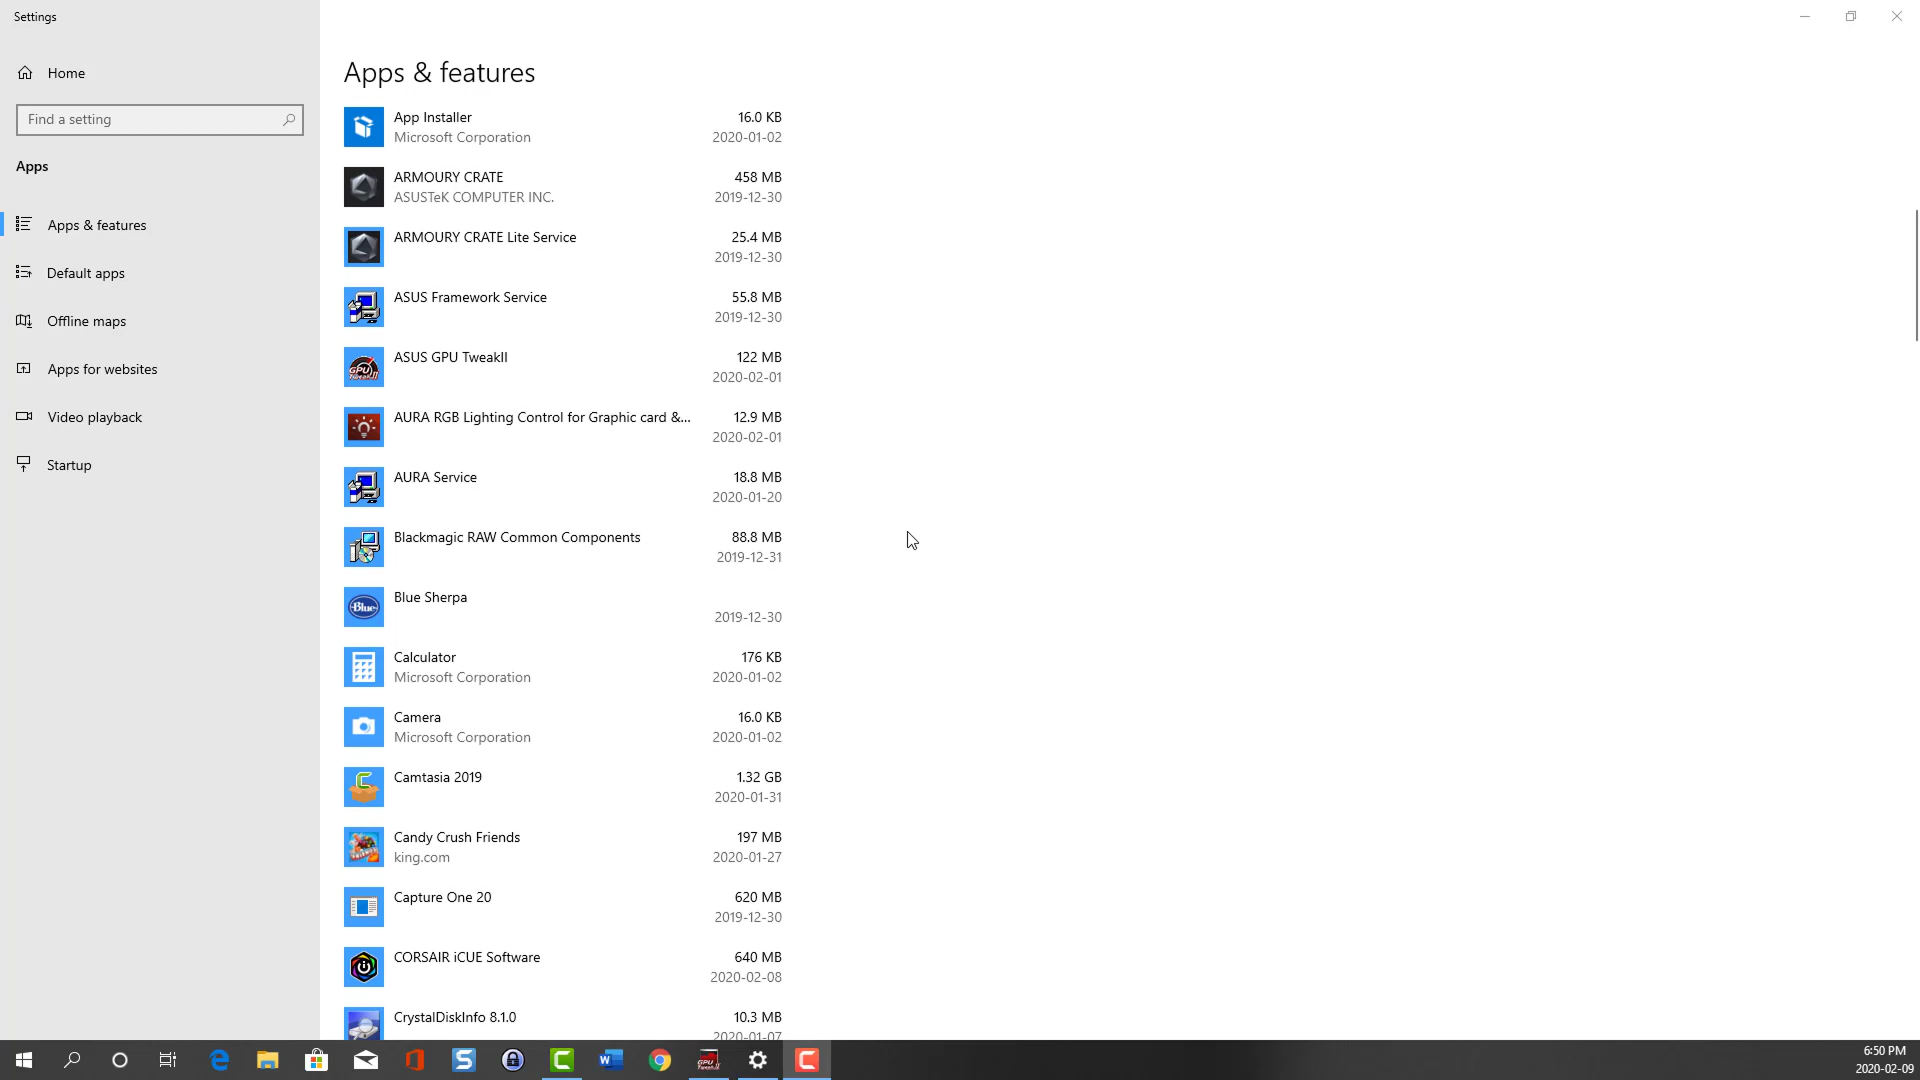 Settings
Home
Find a setting
Apps
Apps & features
Default apps
Offline maps
Apps for websites
Video playback
Startup
Apps & features
App Installer 16.0 KB
Microsoft Corporation 2020-01-02
ARMOURY CRATE 458 MB
ASUSTeK COMPUTER INC. 2019-12-30
ARMOURY CRATE Lite Service 25.4 MB
2019-12-30
ASUS Framework Service 55.8 MB
2019-12-30
ASUS GPU TweakII 122 MB
2020-02-01
AURA RGB Lighting Control for Graphic card &... 12.9 MB
2020-02-01
AURA Service 18.8 MB
2020-01-20
Blackmagic RAW Common Components 88.8 MB
2019-12-31
Blue Sherpa
2019-12-30
Calculator 176 KB
Microsoft Corporation 2020-01-02
Camera 16.0 KB
Microsoft Corporation 2020-01-02
Camtasia 2019 1.32 GB
2020-01-31
Candy Crush Friends 197 MB
king.com 2020-01-27
Capture One 20 620 MB
2019-12-30
CORSAIR iCUE Software 640 MB
2020-02-08
CrystalDiskInfo 8.1.0 10.3 MB
2020-01-07
6:50 PM
2020-02-09